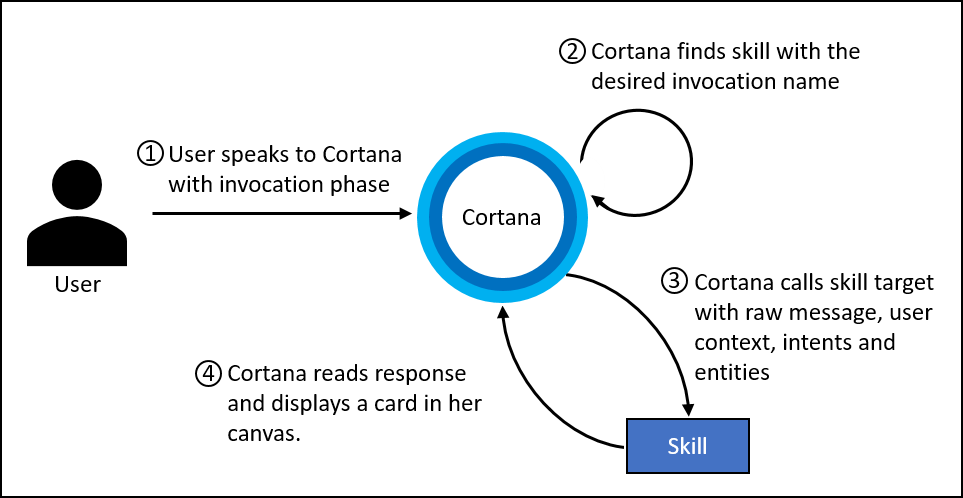 ② Cortana finds skill with the
desired invocation name
① User speaks to Cortana
with invocation phase
Cortana
User
③ Cortana calls skill target
with raw message, user
context, intents and
entities
④ Cortana reads response
and displays a card in her
canvas.
Skill